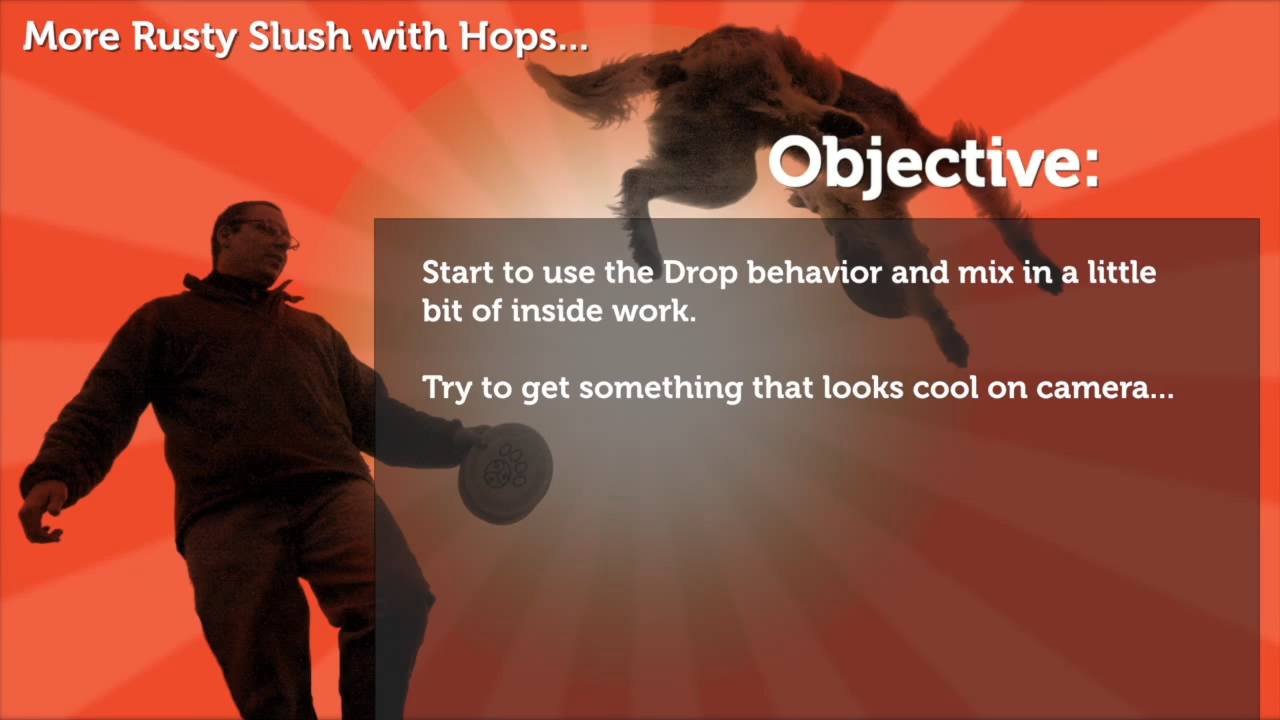 More Rusty Slush with Hops...
Objective:
Start to use the Drop behavior and mix in a little
bit of inside work.
Try to get something that looks cool on camera...